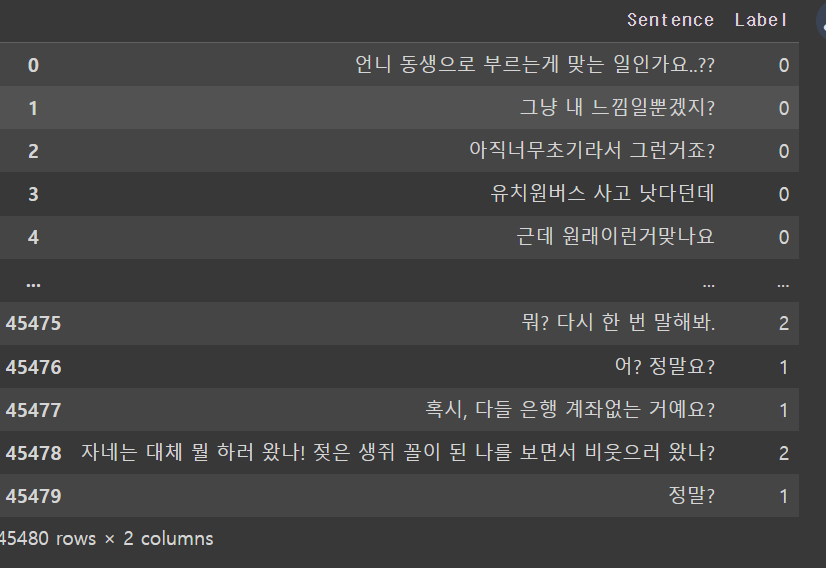 Sentence Label
0 언니 동생으로 부르는게 맞는 일인가요..?? 0
1 그냥 내 느낌일뿐겠지? 0
2 아직너무초기라서 그런거죠? 0
3 유치원버스 사고 낫다던데 0
4 근데 원래이런거맞나요 0
... ... ...
45475 뭐? 다시 한 번 말해봐. 2
45476 어? 정말요? 1
45477 혹시, 다들 은행 계좌없는 거예요? 1
45478 자네는 대체 뭘 하러 왔나! 젖은 생쥐 꼴이 된 나를 보면서 비웃으러 왔나? 2
45479 정말? 1
45480 rows × 2 columns